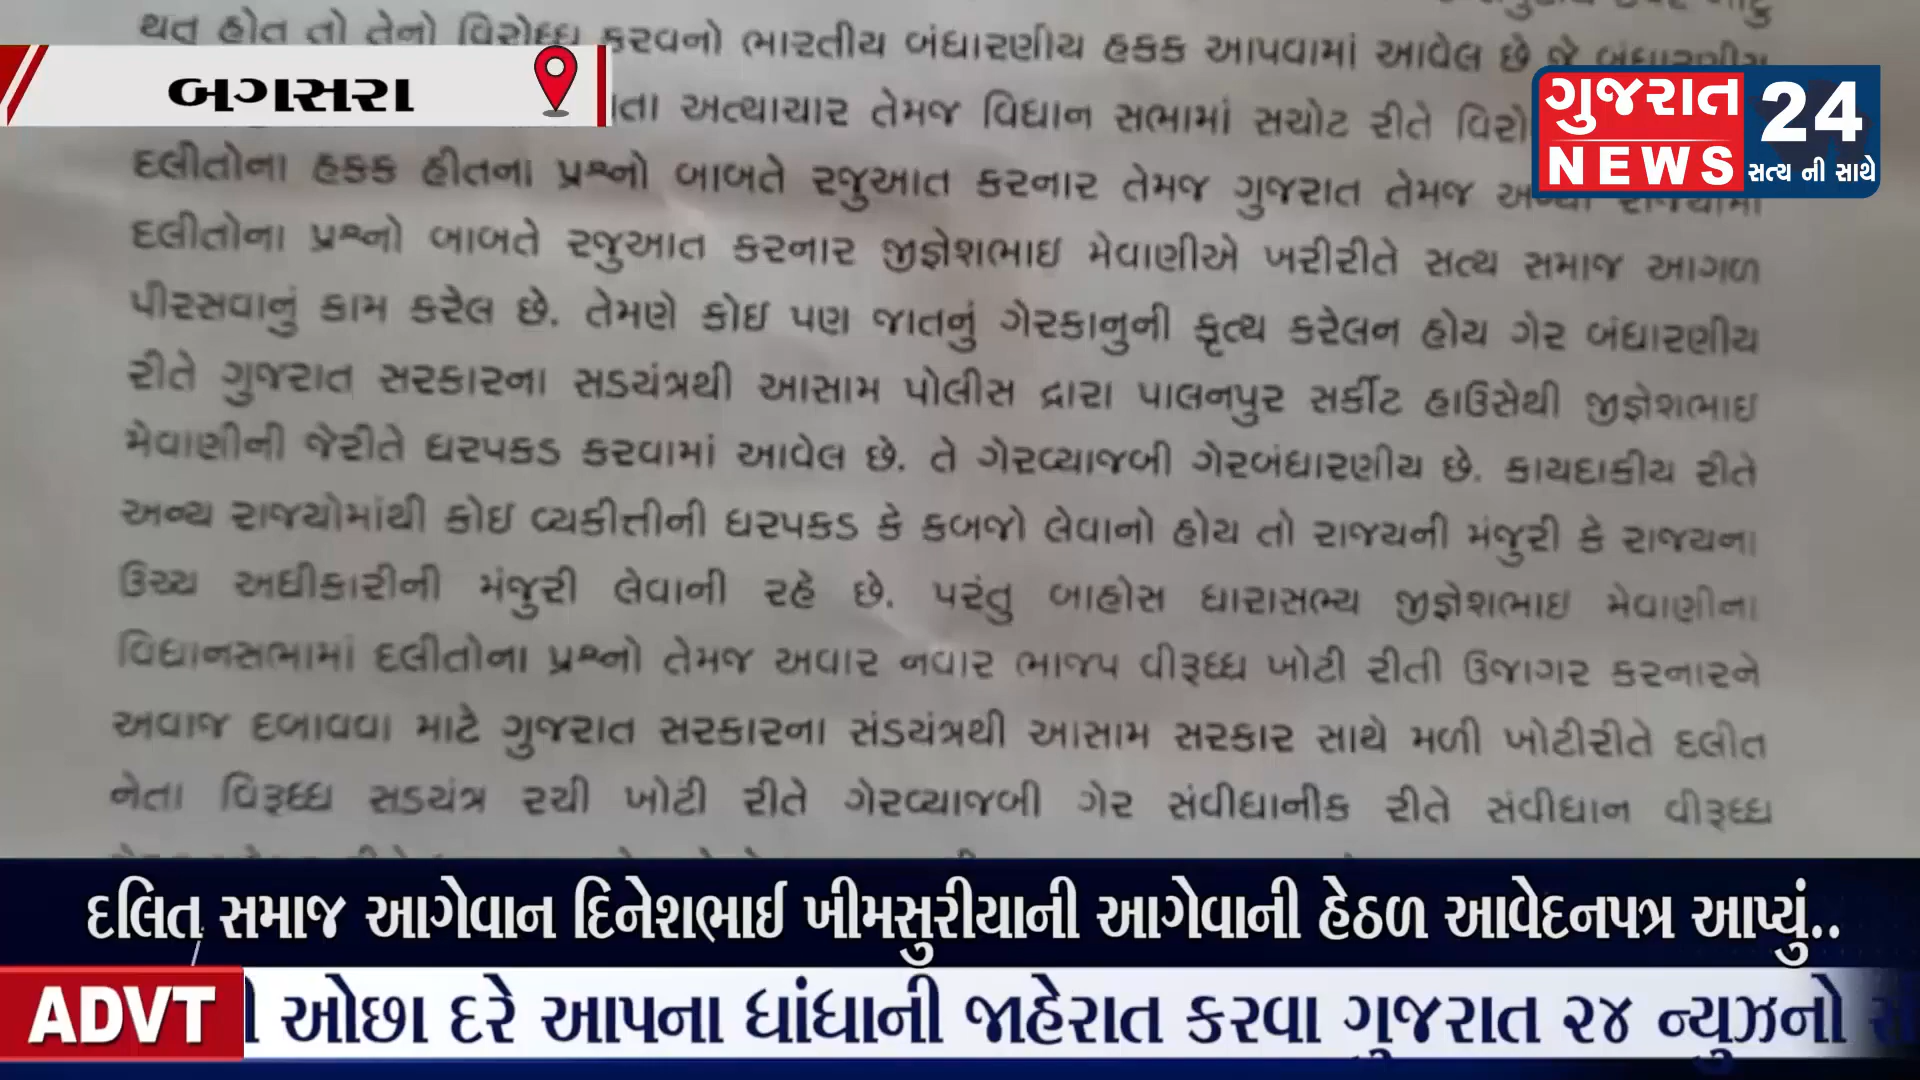 થત હોત તો તેનો વિરોધ્ધ કરવનો ભારતીય બંધારણીય હકક આપવામાં આવેલ છે જે બંધારણીય
બગસરા
અત્યાચાર તેમજ વિધાન સભામાં સચોટ રીતે
ગુજરાત
NEWS
24
સત્ય ની સાથે
દલીતોના હકક હીતના પ્રશ્નો બાબતે રજુઆત કરનાર તેમજ ગુજરાત તેમજ
દલીતોના પ્રશ્નો બાબતે રજુઆત કરનાર જીજ્ઞેશભાઇ મેવાણીએ ખરીરીતે સત્ય સમાજ આગળ
પીરસવાનું કામ કરેલ છે. તેમણે કોઇ પણ જાતનું ગેરકાનુની કૃત્ય કરેલન હોય ગેર બંધારણીય
રીતે ગુજરાત સરકારના સડયંત્રથી આસામ પોલીસ દ્રારા પાલનપુર સર્કીટ હાઉસેથી જીજ્ઞેશભાઇ
મેવાણીની જેરીતે ધરપકડ કરવામાં આવેલ છે. તે ગેરવ્યાજબી ગેરબંધારણીય છે. કાયદાકીય રીતે
અન્ય રાજયોમાંથી કોઇ વ્યકીત્તીની ધરપકડ કે કબજો લેવાનો હોય તો રાજયની મંજુરી કે રાજયના
ઉચ્ચ અધીકારીની મંજુરી લેવાની રહે છે. પરંતુ બાહોસ ધારાસભ્ય જીજ્ઞેશભાઇ મેવાણીના
વિધાનસભામાં દલીતોના પ્રશ્નો તેમજ અવાર નવાર ભાજપ વીરૂધ્ધ ખોટી રીતી ઉજાગર કરનારને
અવાજ દબાવવા માટે ગુજરાત સરકારના સંડયંત્રથી આસામ સરકાર સાથે મળી ખોટીરીતે દલીત
નેતા વિરૂધ્ધ સડયંત્ર રચી ખોટી રીતે ગેરવ્યાજબી ગેર સંવીધાનીક રીતે સંવીધાન વીરૂધ્ધ
દલિત સમાજ આગેવાન દિનેશભાઈ ખીમસુરીયાની આગેવાની હેઠળ આવેદનપત્ર આપ્યું..
ADVT
ઓછા દરે આપના ધાંધાની જાહેરાત કરવા ગુજરાત ૨૪ ન્યુઝનો